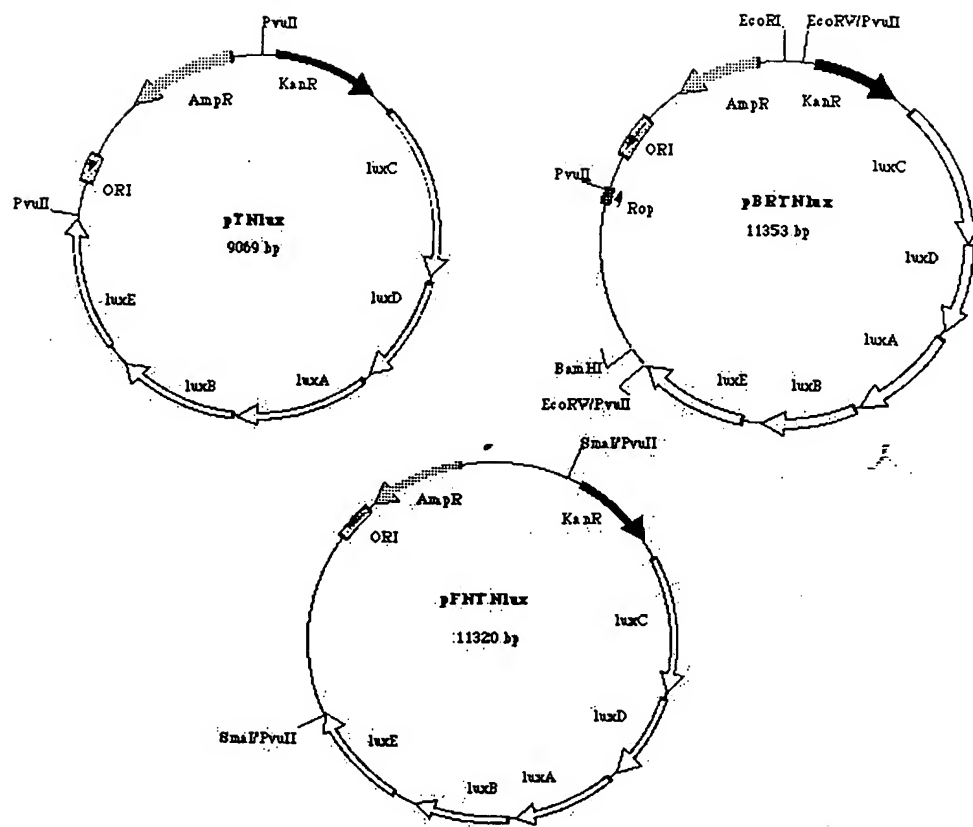 PvuII
AmpR
KanR
luxC
ORI
PvuII
pTNlux
9069 bp
luxD
luxE
luxB
luxA
EcoRI
EcoRV/PvuII
AmpR
KanR
luxC
ORI
PvuII
Rop
pBRTNlux
11353 bp
luxD
luxA
BamHI
luxE
luxB
EcoRV/PvuII
SmaI/PvuII
AmpR
KanR
ORI
pFNTNlux
11320 bp
luxC
luxD
SmaI/PvuII
luxE
luxA
luxB